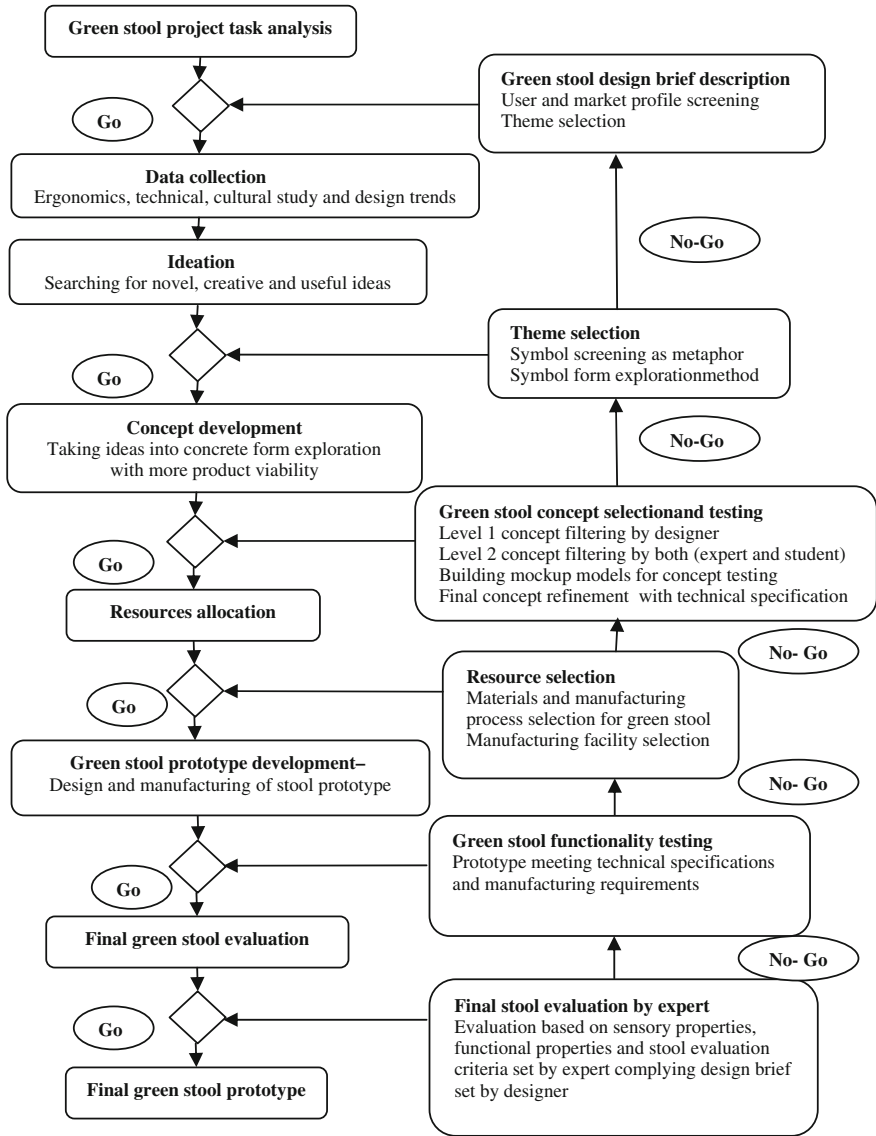 Green stool project task analysis
Green stool design brief description
User and market profile screening
Theme selection
Go
Data collection
Ergonomics, technical, cultural study and design trends
No-Go
Ideation
Searching for novel, creative and useful ideas
Theme selection
Symbol screening as metaphor
Symbol form explorationmethod
Go
Concept development
Taking ideas into concrete form exploration
with more product viability
No-Go
Green stool concept selectionand testing
Level 1 concept filtering by designer
Level 2 concept filtering by both (expert and student)
Building mockup models for concept testing
Final concept refinement with technical specification
Go
Resources allocation
No- Go
Resource selection
Materials and manufacturing
process selection for green stool
Manufacturing facility selection
Go
Green stool prototype development–
Design and manufacturing of stool prototype
No- Go
Green stool functionality testing
Prototype meeting technical specifications
and manufacturing requirements
Go
Final green stool evaluation
No- Go
Final stool evaluation by expert
Evaluation based on sensory properties,
functional properties and stool evaluation
criteria set by expert complying design brief
set by designer
Go
Final green stool prototype